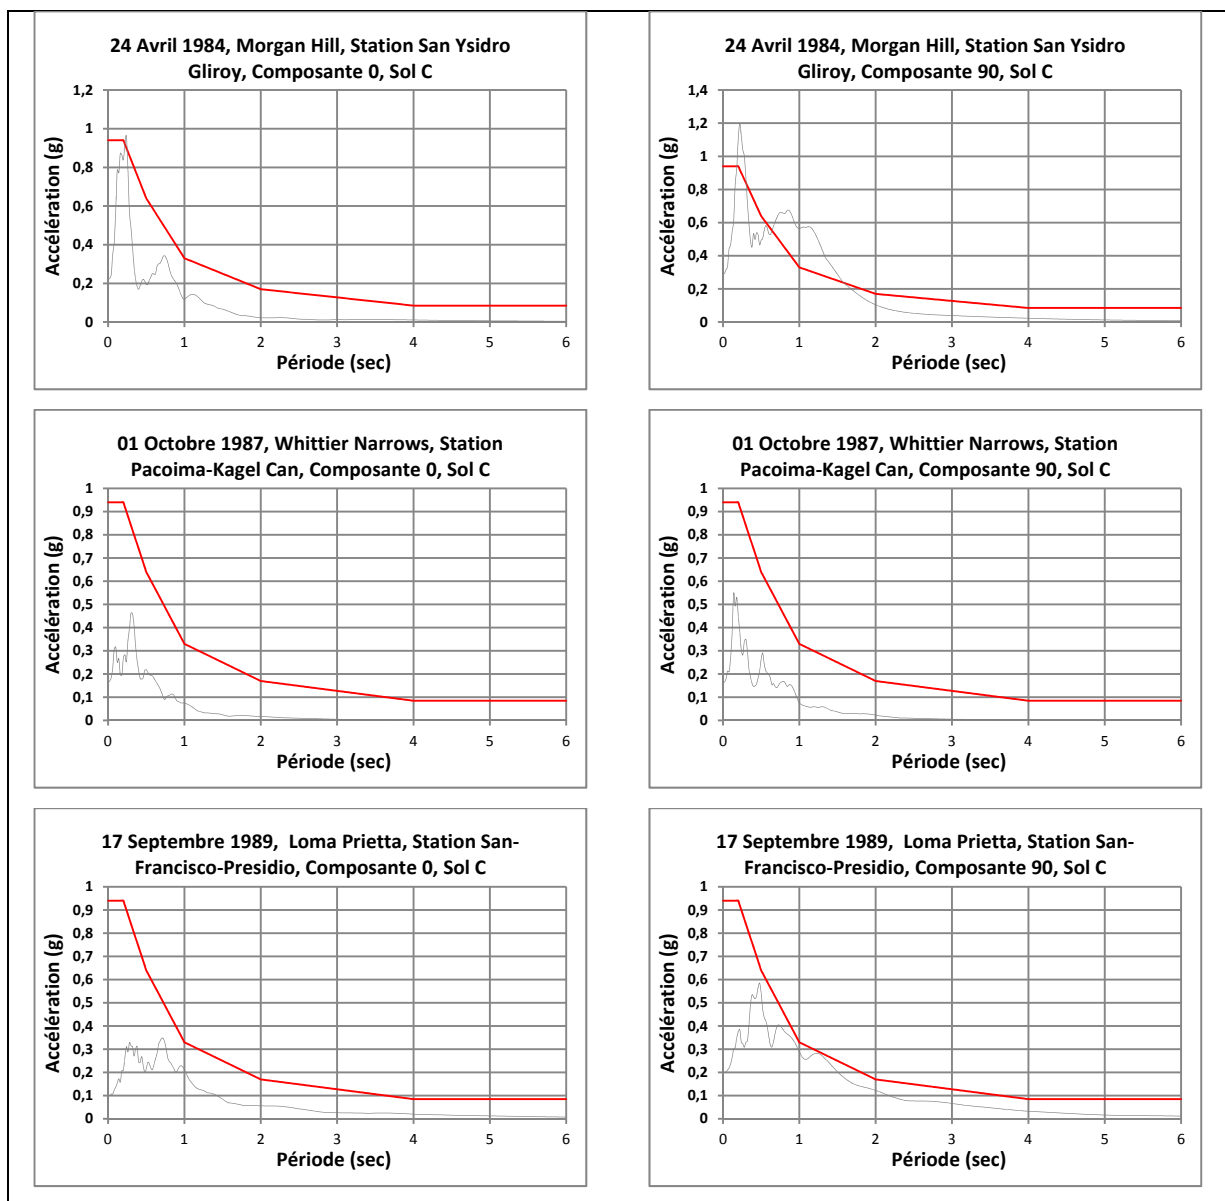 24 Avril 1984, Morgan Hill, Station San Ysidro
Gliroy, Composante 0, Sol C
1,2
1
0,8
0,6
0,4
0,2
0
Accélération (g)
0 1 2 3 4 5 6
Période (sec)
24 Avril 1984, Morgan Hill, Station San Ysidro
Gliroy, Composante 90, Sol C
1,4
1,2
1
0,8
0,6
0,4
0,2
0
Accélération (g)
0 1 2 3 4 5 6
Période (sec)
01 Octobre 1987, Whittier Narrows, Station
Pacoima-Kagel Can, Composante 0, Sol C
1
0,9
0,8
0,7
0,6
0,5
0,4
0,3
0,2
0,1
0
Accélération (g)
0 1 2 3 4 5 6
Période (sec)
01 Octobre 1987, Whittier Narrows, Station
Pacoima-Kagel Can, Composante 90, Sol C
1
0,9
0,8
0,7
0,6
0,5
0,4
0,3
0,2
0,1
0
Accélération (g)
0 1 2 3 4 5 6
Période (sec)
17 Septembre 1989, Loma Prietta, Station San-
Francisco-Presidio, Composante 0, Sol C
1
0,9
0,8
0,7
0,6
0,5
0,4
0,3
0,2
0,1
0
Accélération (g)
0 1 2 3 4 5 6
Période (sec)
17 Septembre 1989, Loma Prietta, Station San-
Francisco-Presidio, Composante 90, Sol C
1
0,9
0,8
0,7
0,6
0,5
0,4
0,3
0,2
0,1
0
Accélération (g)
0 1 2 3 4 5 6
Période (sec)